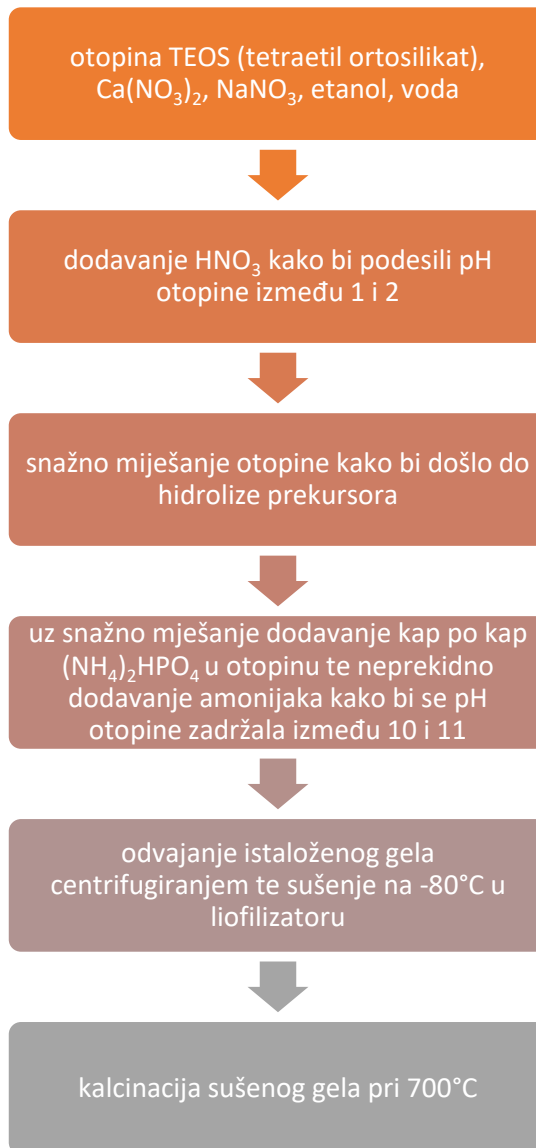 otopina TEOS (tetraetil ortosilikat),
Ca(NO₃)₂, NaNO₃, etanol, voda
dodavanje HNO₃ kako bi podesili pH
otopine između 1 i 2
snažno miješanje otopine kako bi došlo do
hidrolize prekursora
uz snažno mješanje dodavanje kap po kap
(NH₄)₂HPO₄ u otopinu te neprekidno
dodavanje amonijaka kako bi se pH
otopine zadržala između 10 i 11
odvajanje istaloženog gela
centrifugiranjem te sušenje na -80°C u
liofilizatoru
kalcinacija sušenog gela pri 700°C